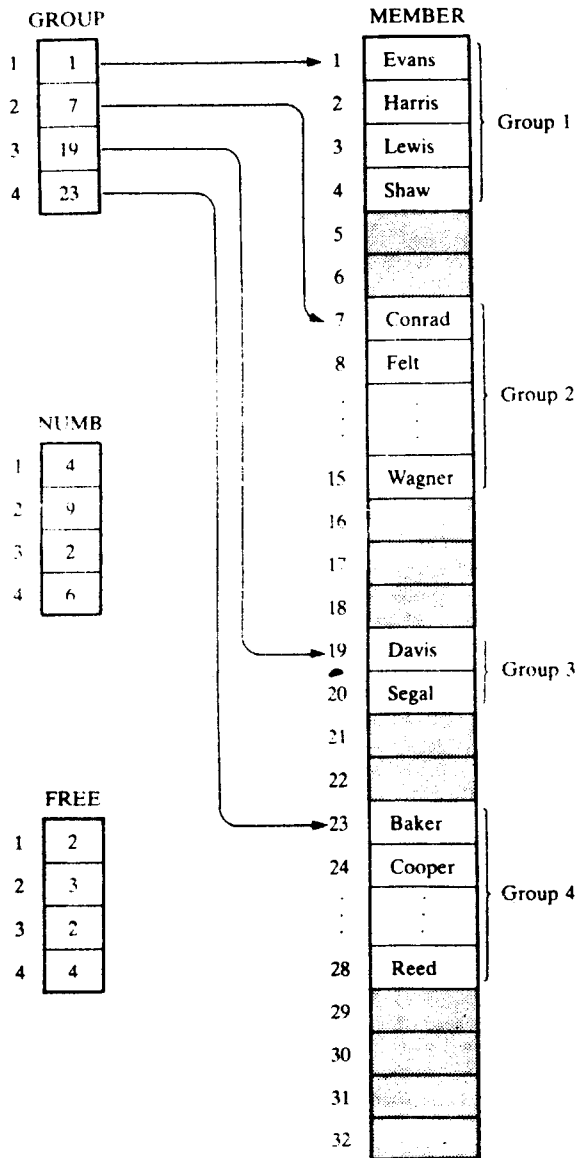 GROUP
1 1
2 7
3 19
4 23
NUMB
1 4
2 9
3 2
4 6
FREE
1 2
2 3
3 2
4 4
MEMBER
1 Evans
2 Harris
3 Lewis
4 Shaw
Group 1
5
6
7 Conrad
8 Felt
Group 2
15 Wagner
16
17
18
19 Davis
20 Segal
Group 3
21
22
23 Baker
24 Cooper
Group 4
28 Reed
29
30
31
32